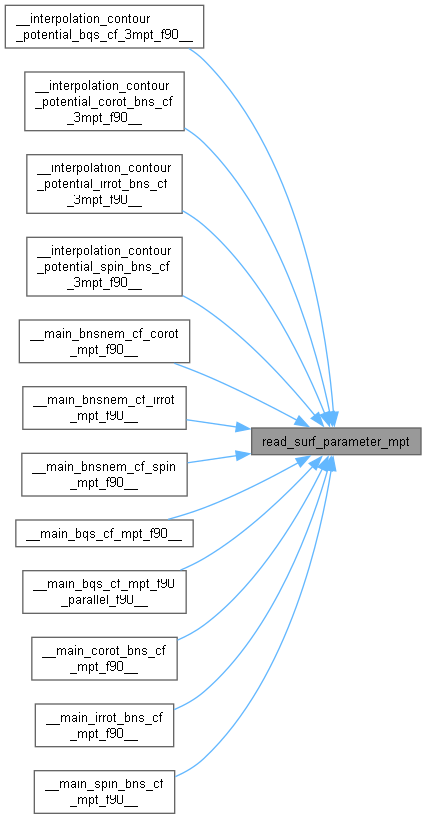 __interpolation_contour
_potential_bqs_cf_3mpt_f90__
__interpolation_contour
_potential_corot_bns_cf
_3mpt_f90__
__interpolation_contour
_potential_irrot_bns_cf
_3mpt_f90__
__interpolation_contour
_potential_spin_bns_cf
_3mpt_f90__
__main_bnsnem_cf_corot
_mpt_f90__
__main_bnsnem_cf_irrot
_mpt_f90__
read_surf_parameter_mpt
__main_bnsnem_cf_spin
_mpt_f90__
__main_bqs_cf_mpt_f90__
__main_bqs_cf_mpt_f90
_parallel_f90__
__main_corot_bns_cf
_mpt_f90__
__main_irrot_bns_cf
_mpt_f90__
__main_spin_bns_cf
_mpt_f90__